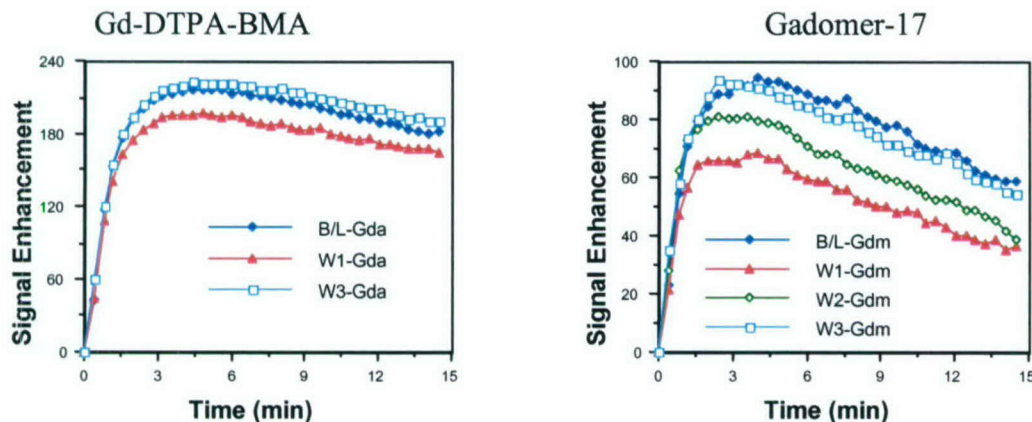 Gd-DTPA-BMA
240
180
120
60
0
Signal Enhancement
B/L-Gda
W1-Gda
W3-Gda
0 3 6 9 12 15
Time (min)
Gadomer-17
100
80
60
40
20
0
Signal Enhancement
B/L-Gdm
W1-Gdm
W2-Gdm
W3-Gdm
0 3 6 9 12 15
Time (min)